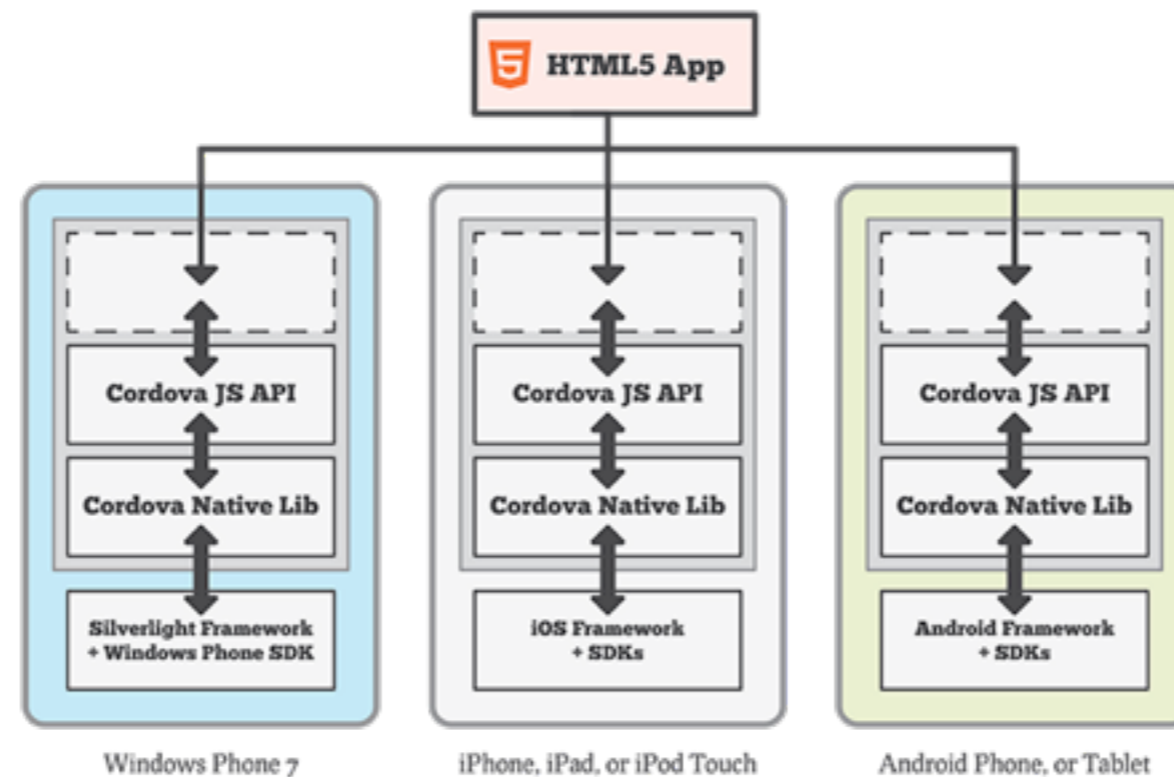 5 HTML5 App
Cordova JS API
Cordova JS API
Cordova JS API
Cordova Native Lib
Cordova Native Lib
Cordova Native Lib
Silverlight Framework
+ Windows Phone SDK
iOS Framework
+ SDKs
Android Framework
+ SDKs
Windows Phone 7
iPhone, iPad, or iPod Touch
Android Phone, or Tablet